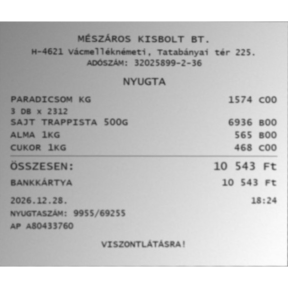 MÉSZÁROS KISBOLT BT.
H-4621 Vácmelléknémeti, Tatabányai tér 225.
ADÓSZÁM: 32025899-2-36
NYUGTA
PARADICSOM KG 1574 C00
3 DB x 2312
SAJT TRAPPISTA 500G 6936 B00
ALMA 1KG 565 B00
CUKOR 1KG 468 C00
ÖSSZESEN: 10 543 Ft
BANKKÁRTYA 10 543 Ft
2026.12.28. 18:24
NYUGTASZÁM: 9955/69255
AP A80433760
VISZONTLÁTÁSRA!